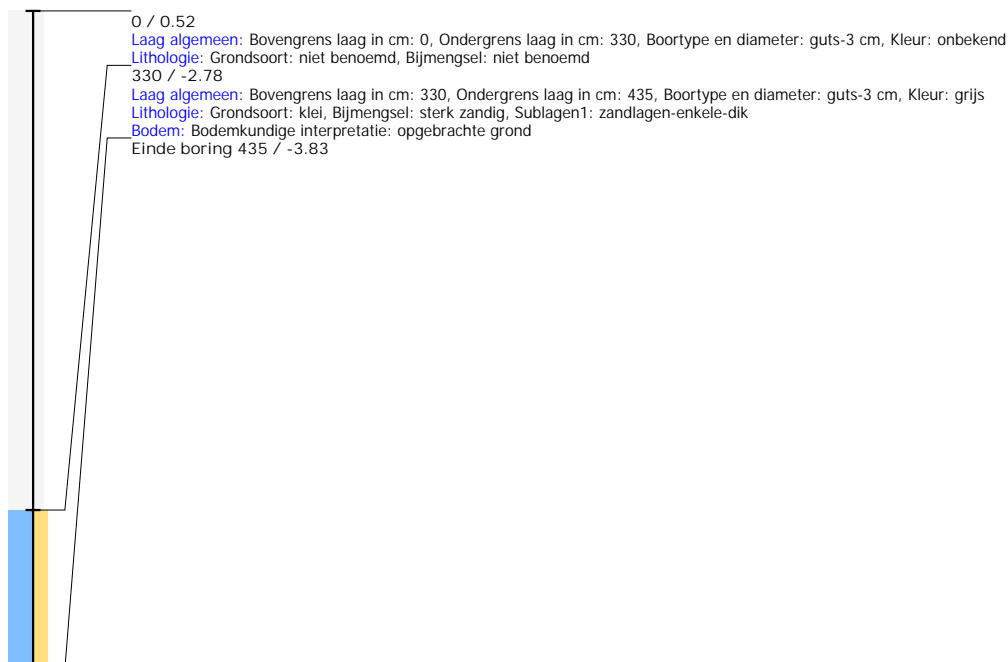 0 / 0.52
Laag algemeen: Bovengrens laag in cm: 0, Ondergrens laag in cm: 330, Boortype en diameter: guts-3 cm, Kleur: onbekend
Lithologie: Grondsoort: niet benoemd, Bijmengsel: niet benoemd
330 / -2.78
Laag algemeen: Bovengrens laag in cm: 330, Ondergrens laag in cm: 435, Boortype en diameter: guts-3 cm, Kleur: grijs
Lithologie: Grondsoort: klei, Bijmengsel: sterk zandig, Sublagen1: zandlagen-enkele-dik
Bodem: Bodemkundige interpretatie: opgebrachte grond
Einde boring 435 / -3.83